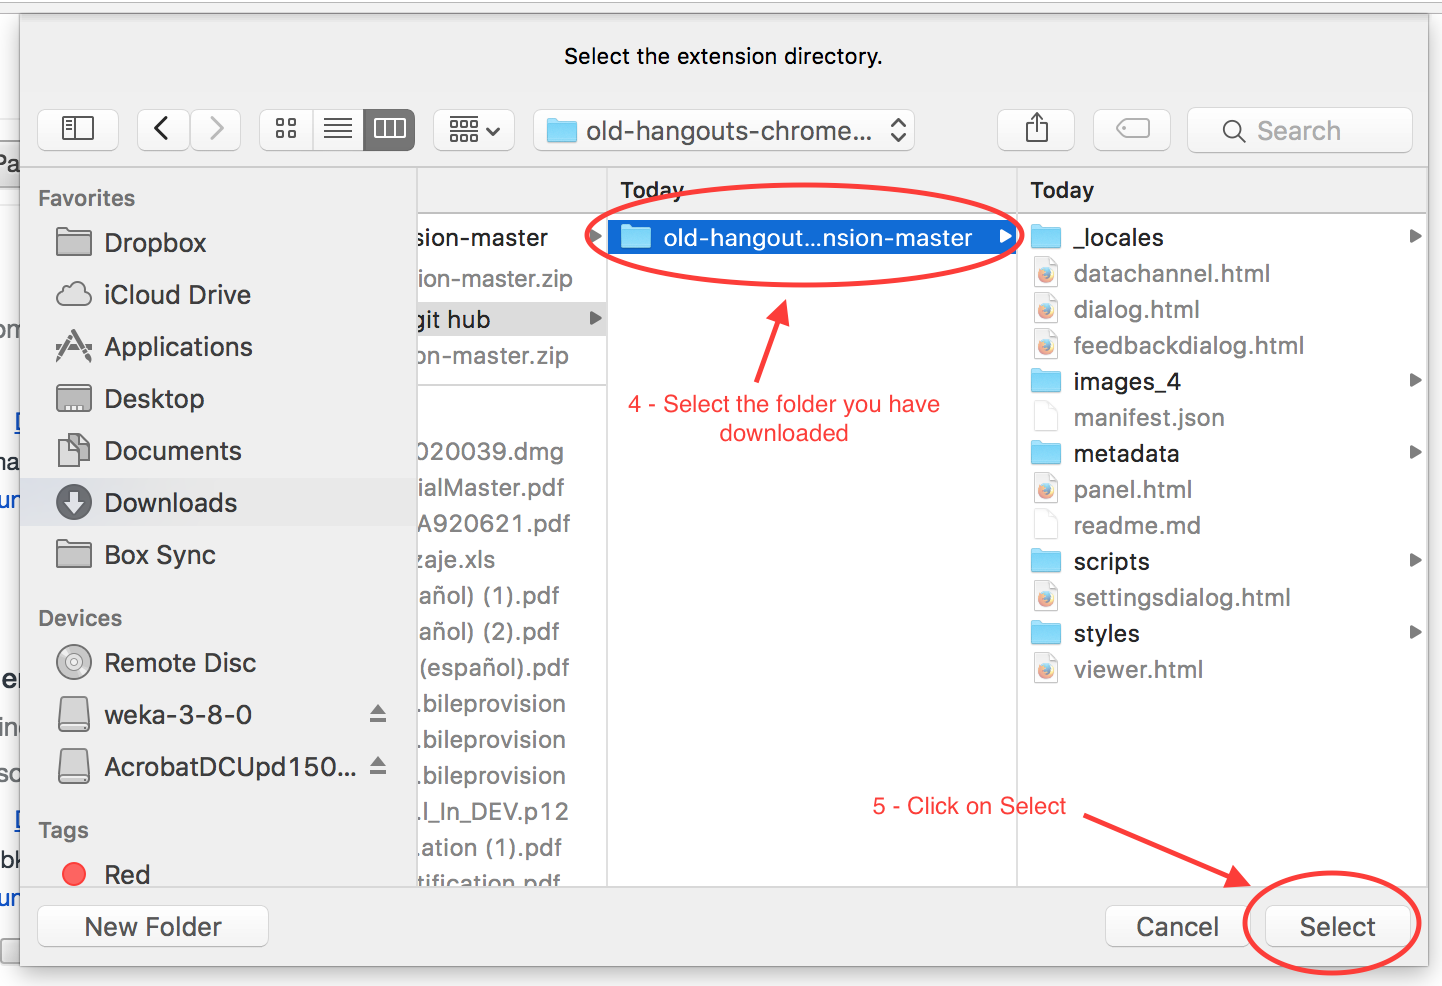 Select the extension directory.
old-hangouts-chrome...
Search
Favorites
Dropbox
iCloud Drive
Applications
Desktop
Documents
Downloads
Box Sync
Devices
Remote Disc
weka-3-8-0
AcrobatDCUpd150...
Tags
Red
sion-master
ion-master.zip
git hub
on-master.zip
020039.dmg
ialMaster.pdf
A920621.pdf
zaje.xls
añol) (1).pdf
añol) (2).pdf
(español).pdf
.bileprovision
.bileprovision
.bileprovision
.l_In_DEV.p12
.ation (1).pdf
tification.pdf
Today
old-hangout...nsion-master
4 - Select the folder you have
downloaded
Today
_locales
datachannel.html
dialog.html
feedbackdialog.html
images_4
manifest.json
metadata
panel.html
readme.md
scripts
settingsdialog.html
styles
viewer.html
5 - Click on Select
New Folder
Cancel
Select